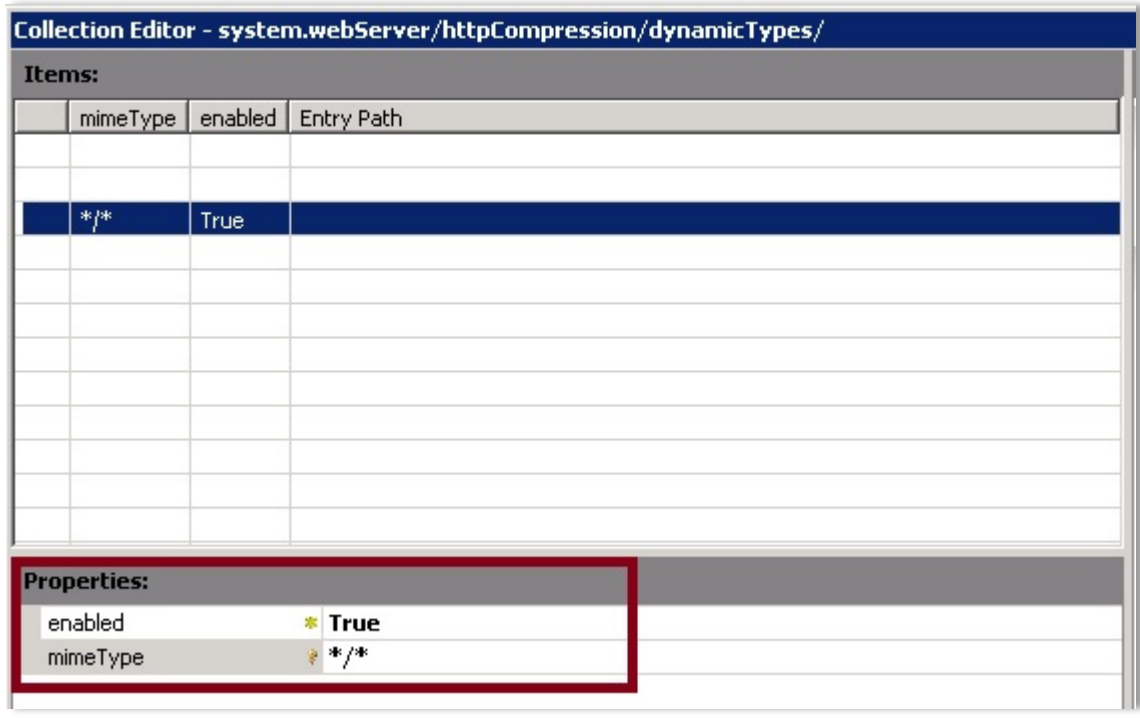 Collection Editor - system.webServer/httpCompression/dynamicTypes/
Items:
mimeType enabled Entry Path
*/* True
Properties:
enabled True
mimeType */*